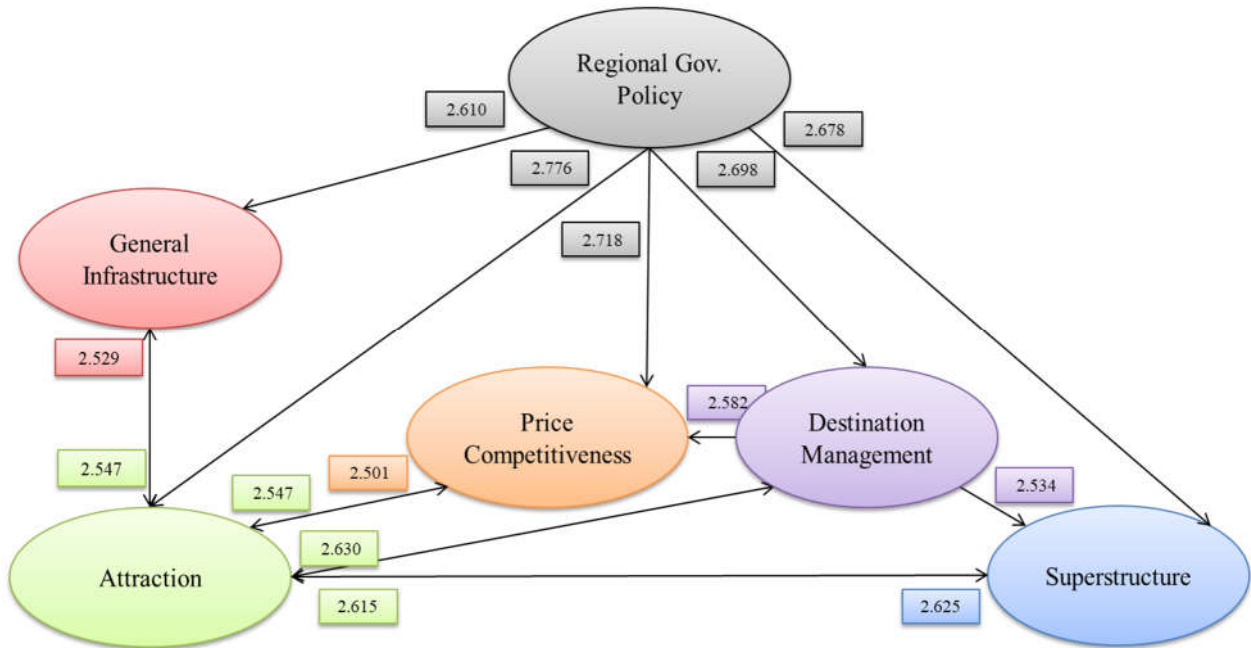 Regional Gov.
Policy
2.610
2.678
2.776
2.698
2.718
General
Infrastructure
2.529
2.582
Price
Competitiveness
Destination
Management
2.547
2.547
2.501
2.534
2.630
Attraction
Superstructure
2.615
2.625